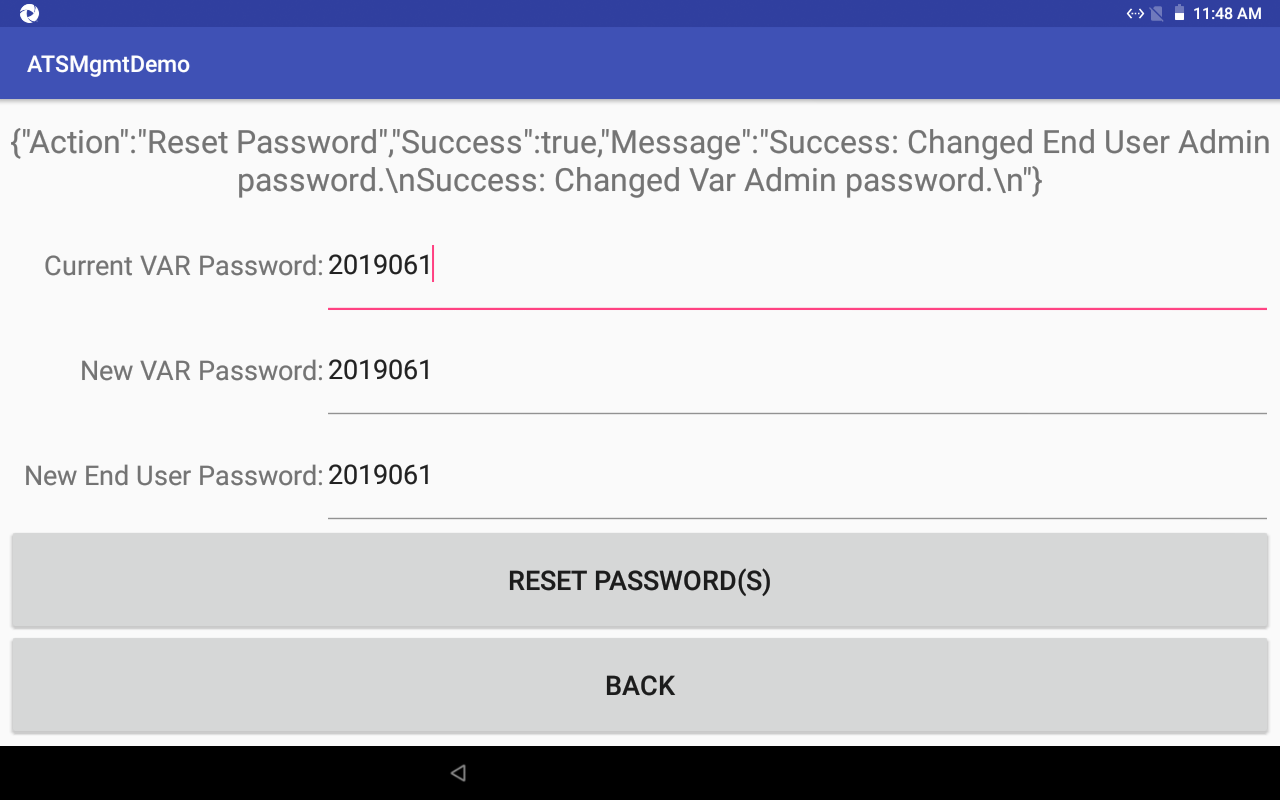 11:48 AM
ATSMgmtDemo
{"Action":"Reset Password","Success":true,"Message":"Success: Changed End User Admin
password.\nSuccess: Changed Var Admin password.\n"}
Current VAR Password: 2019061
New VAR Password: 2019061
New End User Password: 2019061
RESET PASSWORD(S)
BACK